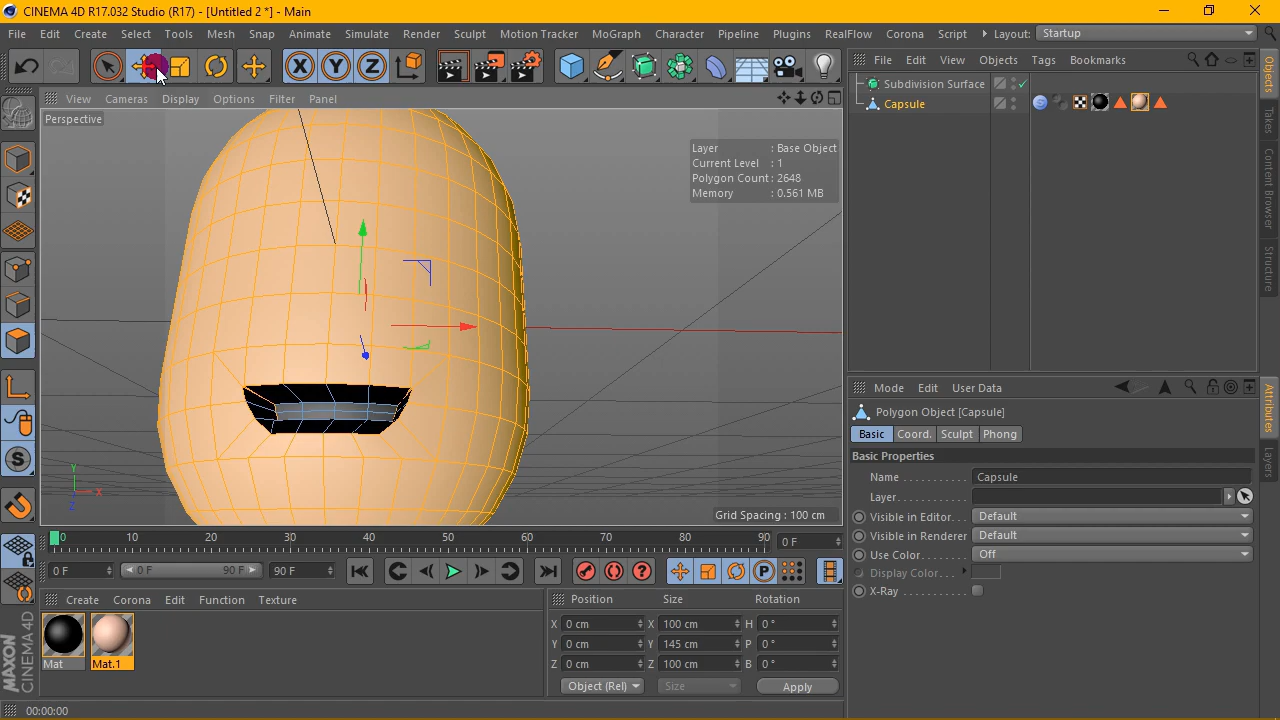 CINEMA 4D R17.032 Studio (R17) - [Untitled 2 *] - Main
File Edit Create Select Tools Mesh Snap Animate Simulate Render Sculpt Motion Tracker MoGraph Character Pipeline Plugins RealFlow Corona Script Layout: Startup
X Y Z
File Edit View Objects Tags Bookmarks
View Cameras Display Options Filter Panel
Subdivision Surface
Capsule
Perspective
Layer : Base Object
Current Level : 1
Polygon Count : 2648
Memory : 0.561 MB
Objects
Takes
Content Browser
Structure
Mode Edit User Data
Polygon Object [Capsule]
Basic Coord. Sculpt Phong
Basic Properties
Name . . . . . . . . . . . Capsule
Layer. . . . . . . . . . . .
Visible in Editor. . . Default
Visible in Renderer Default
Use Color. . . . . . . . Off
Display Color. . .
X-Ray . . . . . . . . . . .
Attributes
Layers
Y
X
Z
Grid Spacing : 100 cm
0 10 20 30 40 50 60 70 80 90 0 F
0 F 0 F 90 F 90 F
P
S
Create Corona Edit Function Texture
Mat Mat.1
Position Size Rotation
X 0 cm X 100 cm H 0 °
Y 0 cm Y 145 cm P 0 °
Z 0 cm Z 100 cm B 0 °
Object (Rel) Size Apply
MAXON
CINEMA 4D
00:00:00